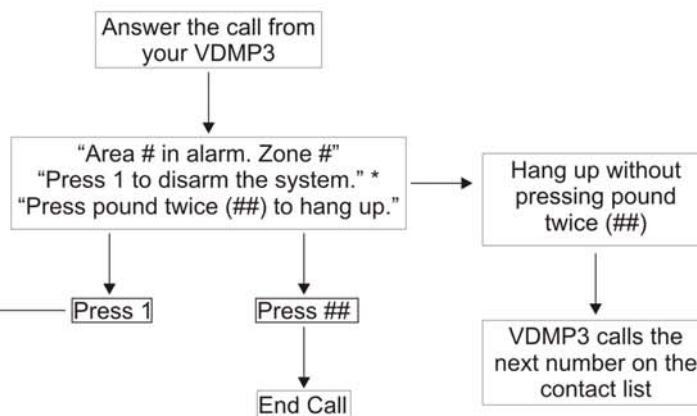 Answer the call from
your VDMP3
“Area # in alarm. Zone #”
“Press 1 to disarm the system.” *
“Press pound twice (##) to hang up.”
Hang up without
pressing pound
twice (##)
Press 1
Press ##
VDMP3 calls the
next number on the
contact list
End Call